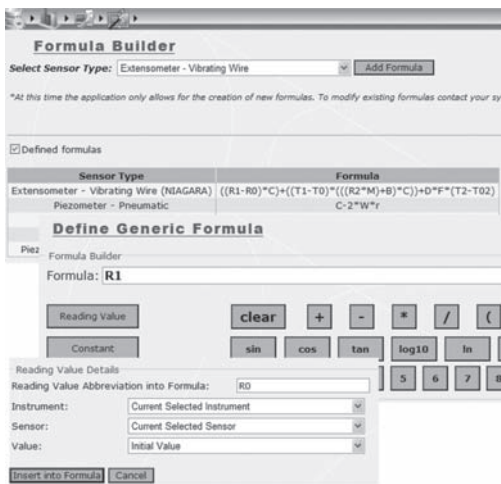 Formula Builder
Select Sensor Type: Extensometer - Vibrating Wire Add Formula
*At this time the application only allows for the creation of new formulas. To modify existing formulas contact your sy
Defined formulas
Sensor Type Formula
Extensometer - Vibrating Wire (NIAGARA) ((R1-R0)*C)+((T1-T0)*(((R2*M)+B)*C))+D*F*(T2-T02)
Piezometer - Pneumatic C-2*W*r
Piez
Define Generic Formula
Formula Builder
Formula: R1
Reading Value clear + - * / (
Constant sin cos tan log10 ln
5 6 7 8
Reading Value Details
Reading Value Abbreviation into Formula: R0
Instrument: Current Selected Instrument
Sensor: Current Selected Sensor
Value: Initial Value
Insert into Formula Cancel